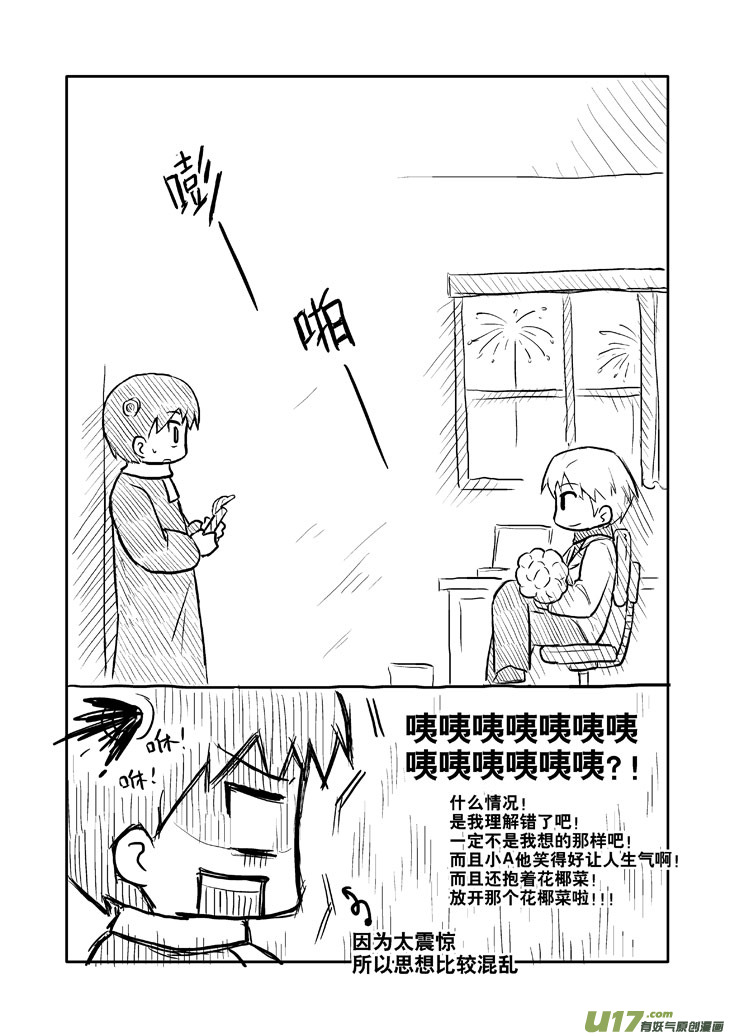 嘭
啪
咦咦咦咦咦咦咦
咦咦咦咦咦咦?!
什么情况!
是我理解错了吧!
一定不是我想的那样吧!
而且小A他笑得好让人生气啊!
而且还抱着花椰菜!
放开那个花椰菜啦!!!
咻!
咻!
因为太震惊
所以思想比较混乱
U17.com
有妖气原创漫画